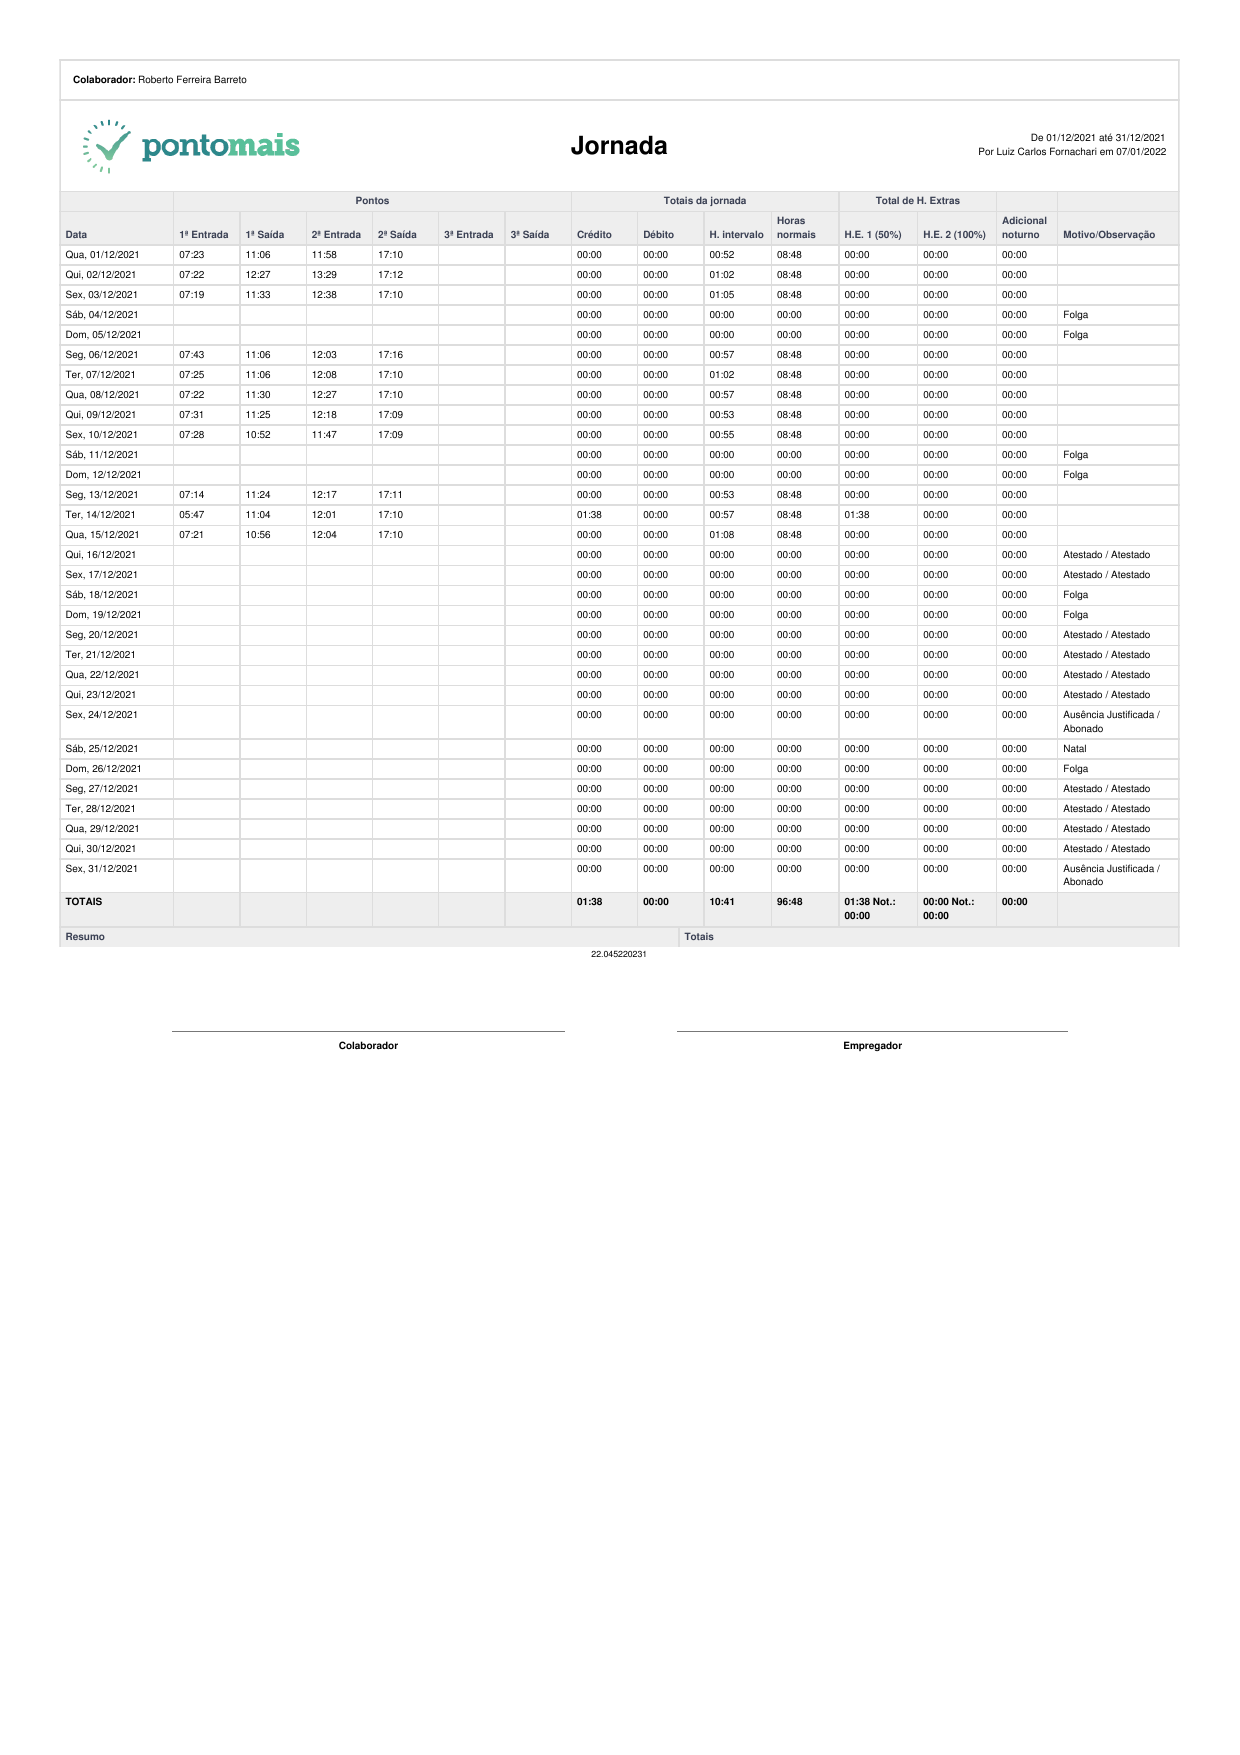 Colaborador: Roberto Ferreira Barreto
pontomais
Jornada
De 01/12/2021 até 31/12/2021
Por Luiz Carlos Fornachari em 07/01/2022
Pontos Totais da jornada Total de H. Extras
Data 1ª Entrada 1ª Saída 2ª Entrada 2ª Saída 3ª Entrada 3ª Saída Crédito Débito H. intervalo Horas normais H.E. 1 (50%) H.E. 2 (100%) Adicional noturno Motivo/Observação
Qua, 01/12/2021 07:23 11:06 11:58 17:10 00:00 00:00 00:52 08:48 00:00 00:00 00:00
Qui, 02/12/2021 07:22 12:27 13:29 17:12 00:00 00:00 01:02 08:48 00:00 00:00 00:00
Sex, 03/12/2021 07:19 11:33 12:38 17:10 00:00 00:00 01:05 08:48 00:00 00:00 00:00
Sáb, 04/12/2021 00:00 00:00 00:00 00:00 00:00 00:00 00:00 Folga
Dom, 05/12/2021 00:00 00:00 00:00 00:00 00:00 00:00 00:00 Folga
Seg, 06/12/2021 07:43 11:06 12:03 17:16 00:00 00:00 00:57 08:48 00:00 00:00 00:00
Ter, 07/12/2021 07:25 11:06 12:08 17:10 00:00 00:00 01:02 08:48 00:00 00:00 00:00
Qua, 08/12/2021 07:22 11:30 12:27 17:10 00:00 00:00 00:57 08:48 00:00 00:00 00:00
Qui, 09/12/2021 07:31 11:25 12:18 17:09 00:00 00:00 00:53 08:48 00:00 00:00 00:00
Sex, 10/12/2021 07:28 10:52 11:47 17:09 00:00 00:00 00:55 08:48 00:00 00:00 00:00
Sáb, 11/12/2021 00:00 00:00 00:00 00:00 00:00 00:00 00:00 Folga
Dom, 12/12/2021 00:00 00:00 00:00 00:00 00:00 00:00 00:00 Folga
Seg, 13/12/2021 07:14 11:24 12:17 17:11 00:00 00:00 00:53 08:48 00:00 00:00 00:00
Ter, 14/12/2021 05:47 11:04 12:01 17:10 01:38 00:00 00:57 08:48 01:38 00:00 00:00
Qua, 15/12/2021 07:21 10:56 12:04 17:10 00:00 00:00 01:08 08:48 00:00 00:00 00:00
Qui, 16/12/2021 00:00 00:00 00:00 00:00 00:00 00:00 00:00 Atestado / Atestado
Sex, 17/12/2021 00:00 00:00 00:00 00:00 00:00 00:00 00:00 Atestado / Atestado
Sáb, 18/12/2021 00:00 00:00 00:00 00:00 00:00 00:00 00:00 Folga
Dom, 19/12/2021 00:00 00:00 00:00 00:00 00:00 00:00 00:00 Folga
Seg, 20/12/2021 00:00 00:00 00:00 00:00 00:00 00:00 00:00 Atestado / Atestado
Ter, 21/12/2021 00:00 00:00 00:00 00:00 00:00 00:00 00:00 Atestado / Atestado
Qua, 22/12/2021 00:00 00:00 00:00 00:00 00:00 00:00 00:00 Atestado / Atestado
Qui, 23/12/2021 00:00 00:00 00:00 00:00 00:00 00:00 00:00 Atestado / Atestado
Sex, 24/12/2021 00:00 00:00 00:00 00:00 00:00 00:00 00:00 Ausência Justificada /
Abonado
Sáb, 25/12/2021 00:00 00:00 00:00 00:00 00:00 00:00 00:00 Natal
Dom, 26/12/2021 00:00 00:00 00:00 00:00 00:00 00:00 00:00 Folga
Seg, 27/12/2021 00:00 00:00 00:00 00:00 00:00 00:00 00:00 Atestado / Atestado
Ter, 28/12/2021 00:00 00:00 00:00 00:00 00:00 00:00 00:00 Atestado / Atestado
Qua, 29/12/2021 00:00 00:00 00:00 00:00 00:00 00:00 00:00 Atestado / Atestado
Qui, 30/12/2021 00:00 00:00 00:00 00:00 00:00 00:00 00:00 Atestado / Atestado
Sex, 31/12/2021 00:00 00:00 00:00 00:00 00:00 00:00 00:00 Ausência Justificada /
Abonado
TOTAIS 01:38 00:00 10:41 96:48 01:38 Not.: 00:00 Not.: 00:00
00:00 00:00
Resumo Totais
22.045220231
Colaborador Empregador